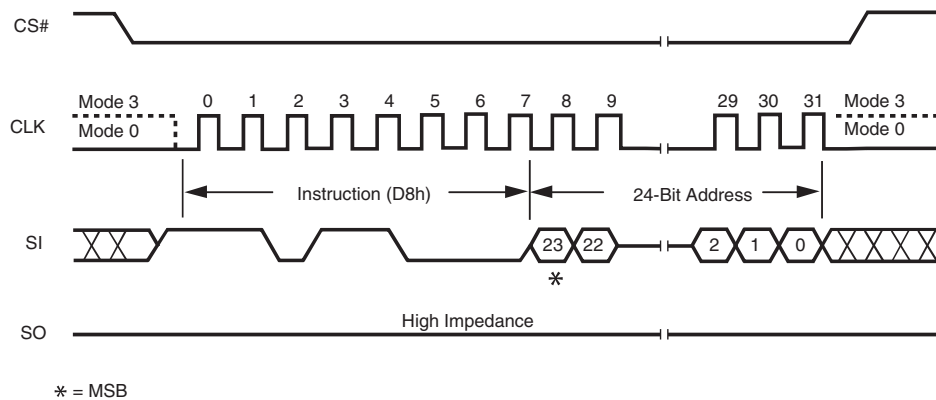 CS#
Mode 3
0 1 2 3 4 5 6 7 8 9 29 30 31
Mode 3
CLK
Mode 0
Mode 0
Instruction (D8h)
24-Bit Address
SI
23 22 2 1 0
*
High Impedance
SO
* = MSB